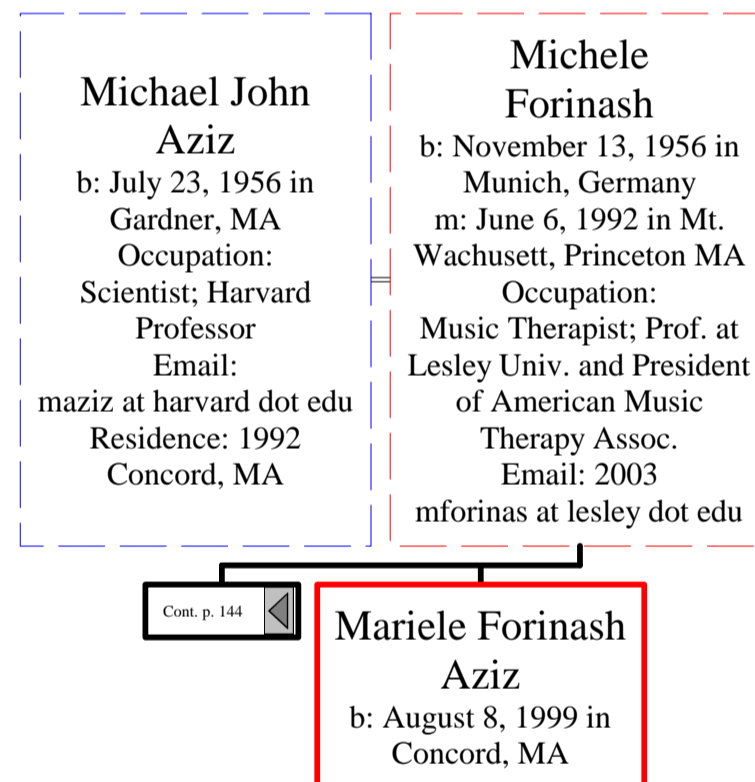 Michael John
Aziz
b: July 23, 1956 in
Gardner, MA
Occupation:
Scientist; Harvard
Professor
Email:
maziz at harvard dot edu
Residence: 1992
Concord, MA
Michele
Forinash
b: November 13, 1956 in
Munich, Germany
m: June 6, 1992 in Mt.
Wachusett, Princeton MA
Occupation:
Music Therapist; Prof. at
Lesley Univ. and President
of American Music
Therapy Assoc.
Email: 2003
mforinas at lesley dot edu
Cont. p. 144
Mariele Forinash
Aziz
b: August 8, 1999 in
Concord, MA